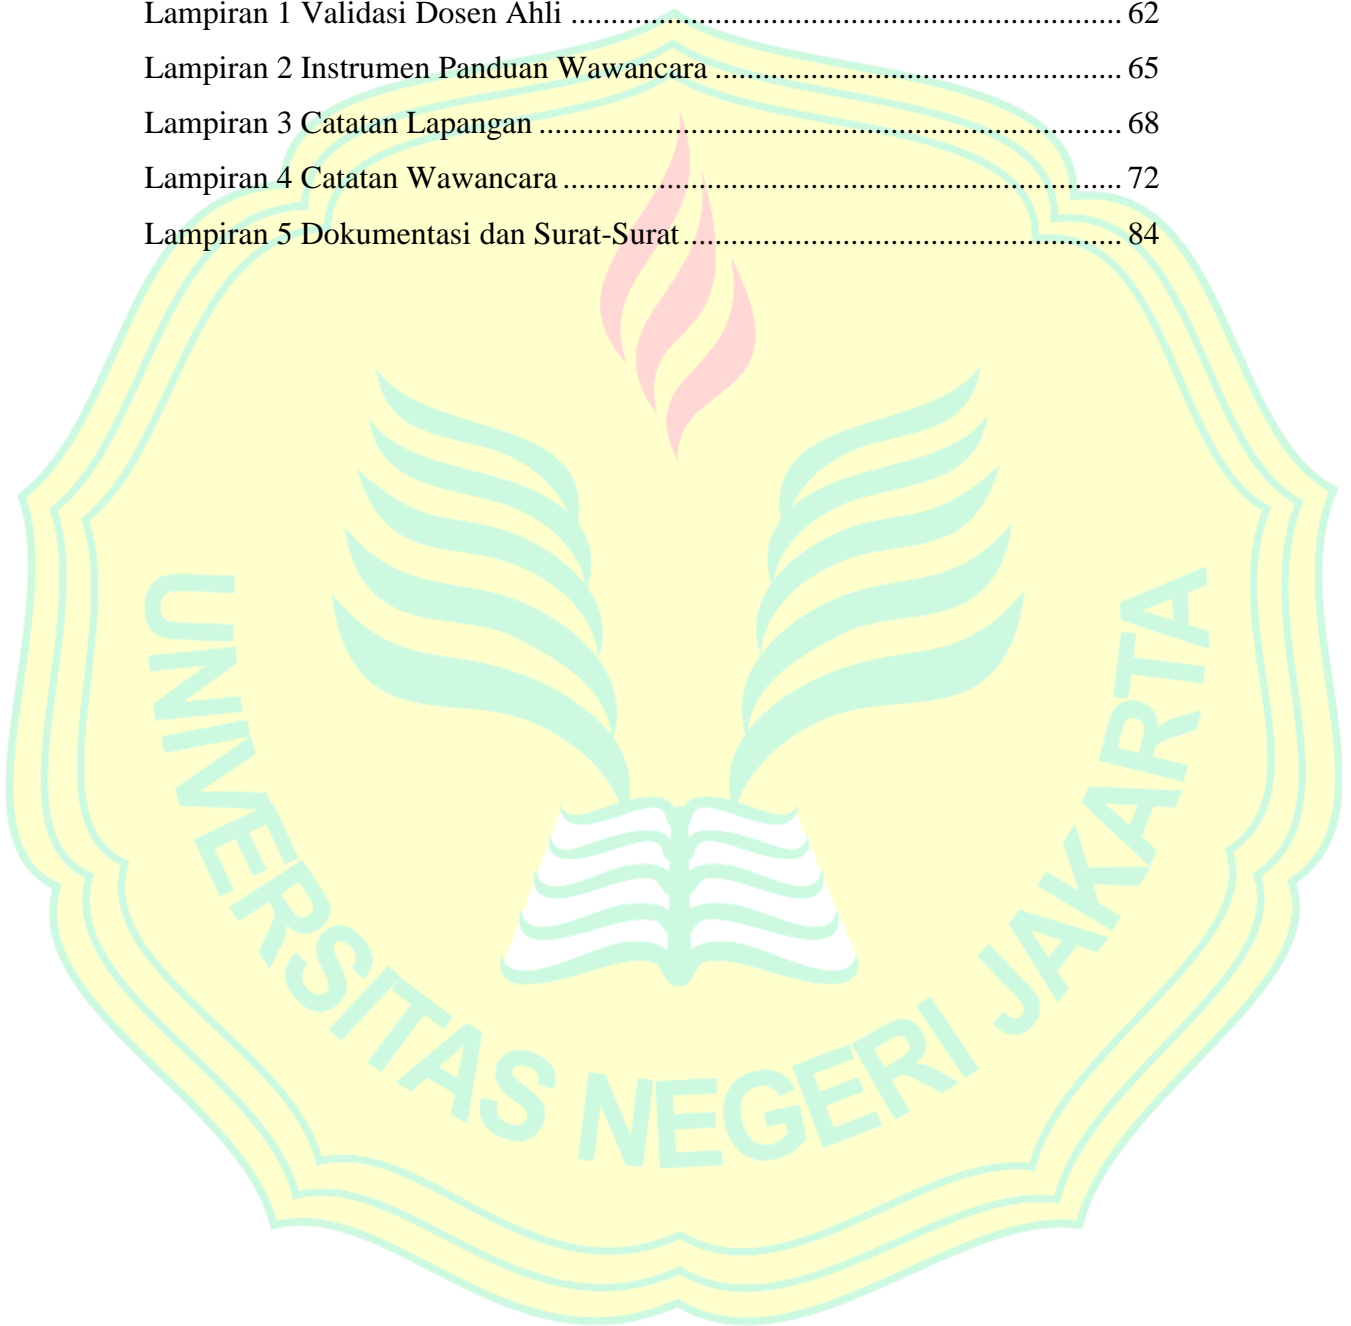 Lampiran 1 Validasi Dosen Ahli .................................................................... 62
Lampiran 2 Instrumen Panduan Wawancara .................................................. 65
Lampiran 3 Catatan Lapangan ........................................................................ 68
Lampiran 4 Catatan Wawancara ..................................................................... 72
Lampiran 5 Dokumentasi dan Surat-Surat ...................................................... 84
UNIVERSITAS NEGERI JAKARTA